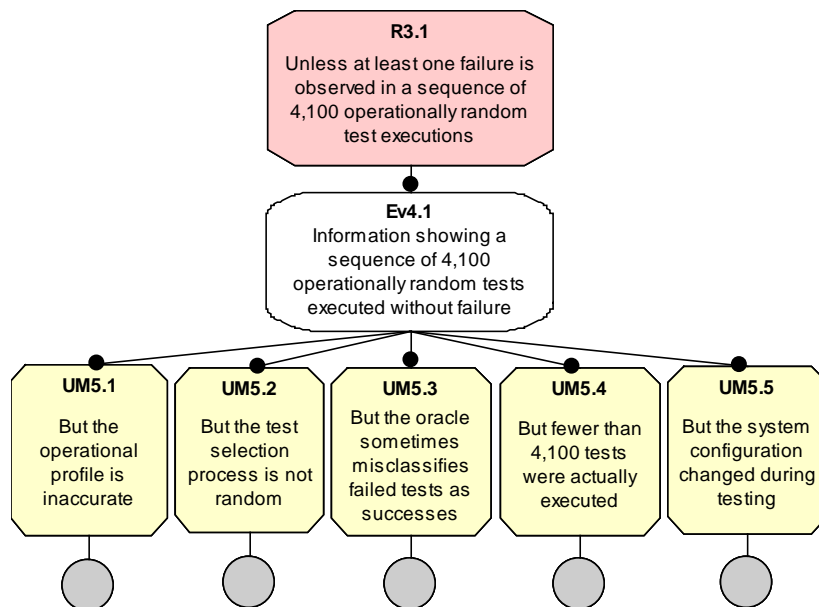 R3.1
Unless at least one failure is
observed in a sequence of
4,100 operationally random
test executions
Ev4.1
Information showing a
sequence of 4,100
operationally random tests
executed without failure
UM5.1
But the
operational
profile is
inaccurate
UM5.2
But the test
selection
process is not
random
UM5.3
But the oracle
sometimes
misclassifies
failed tests as
successes
UM5.4
But fewer than
4,100 tests
were actually
executed
UM5.5
But the system
configuration
changed during
testing